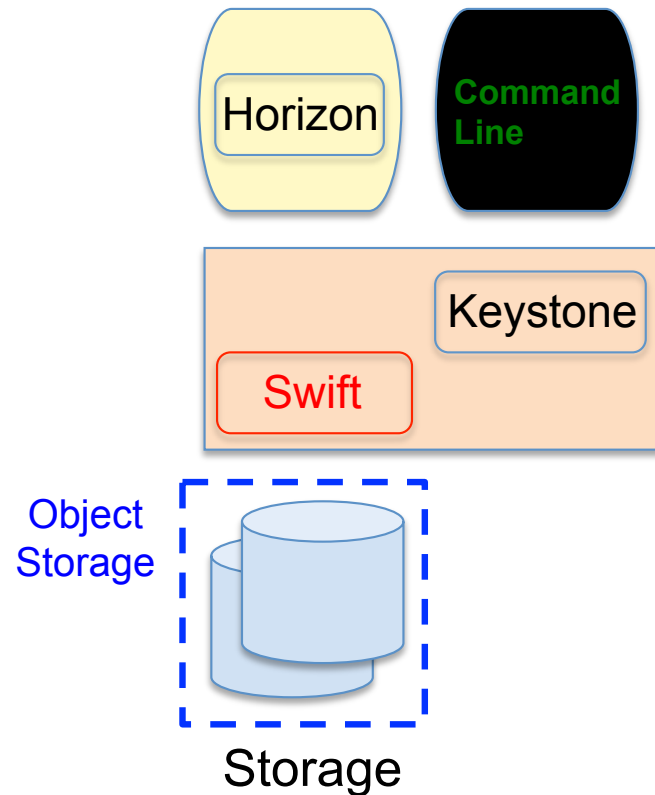 Horizon
Command
Line
Keystone
Swift
Object
Storage
Storage